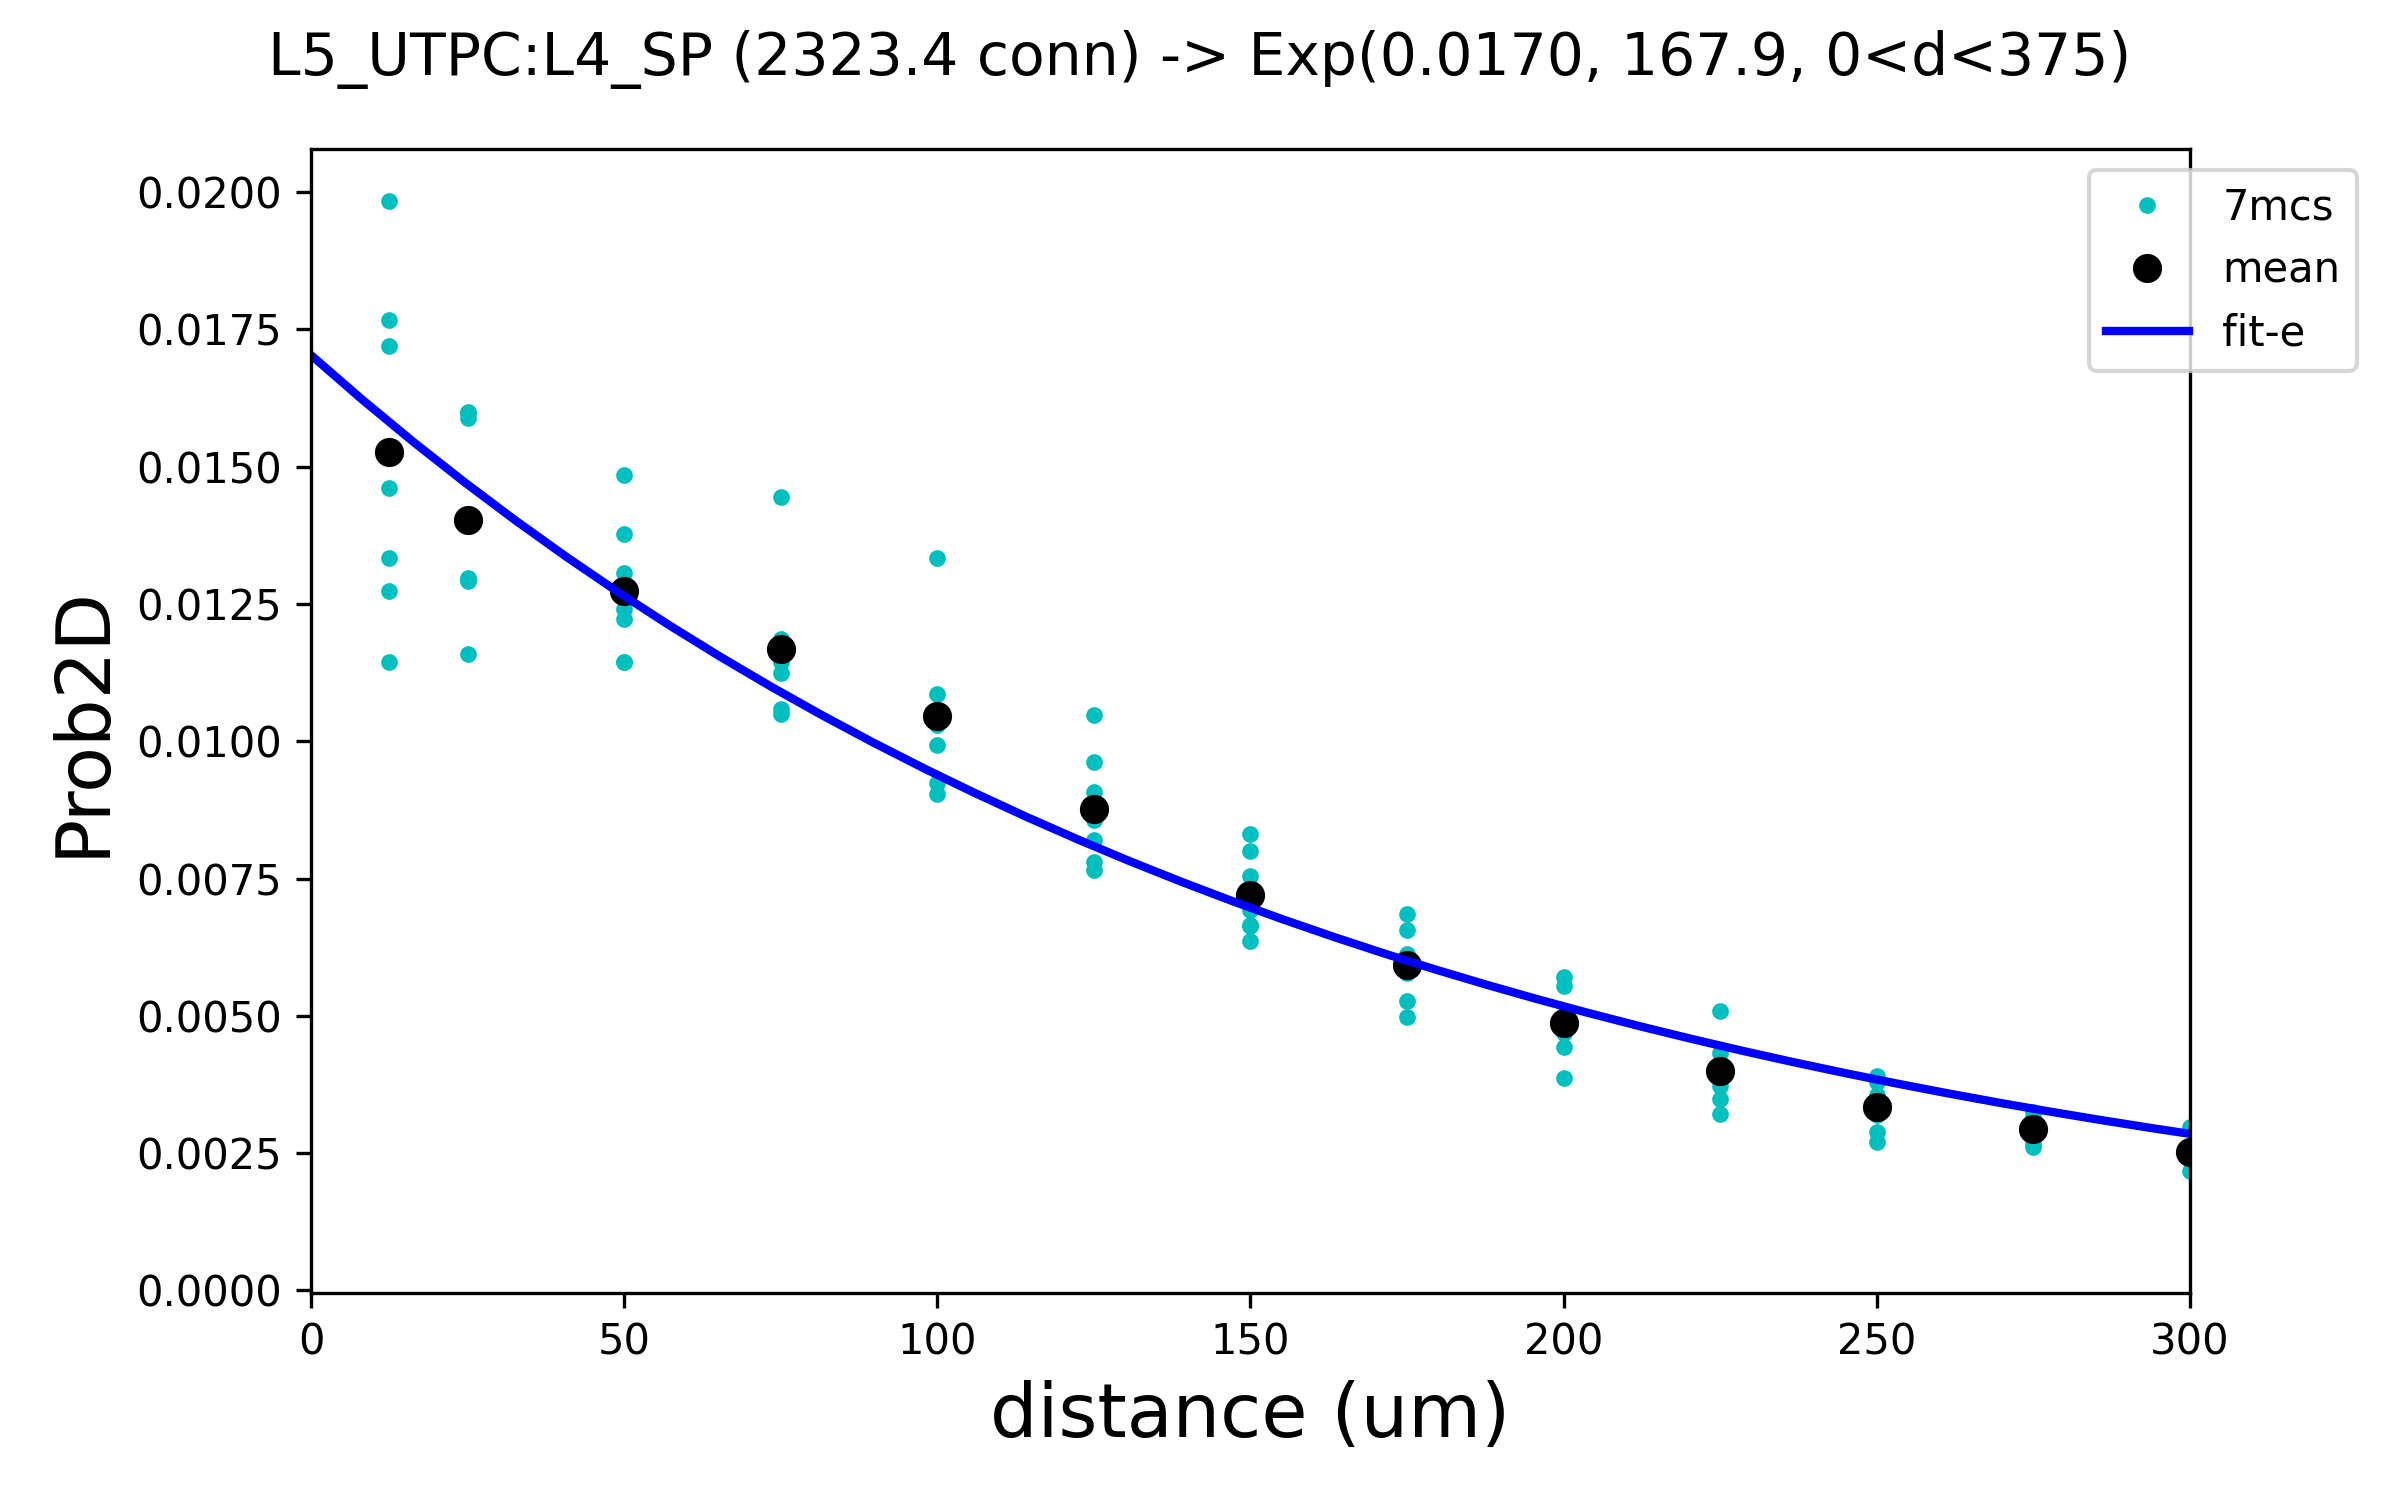 L5_UTPC:L4_SP (2323.4 conn) -> Exp(0.0170, 167.9, 0<d<375)
7mcs
mean
fit-e
Prob2D
0.0200
0.0175
0.0150
0.0125
0.0100
0.0075
0.0050
0.0025
0.0000
0 50 100 150 200 250 300
distance (um)